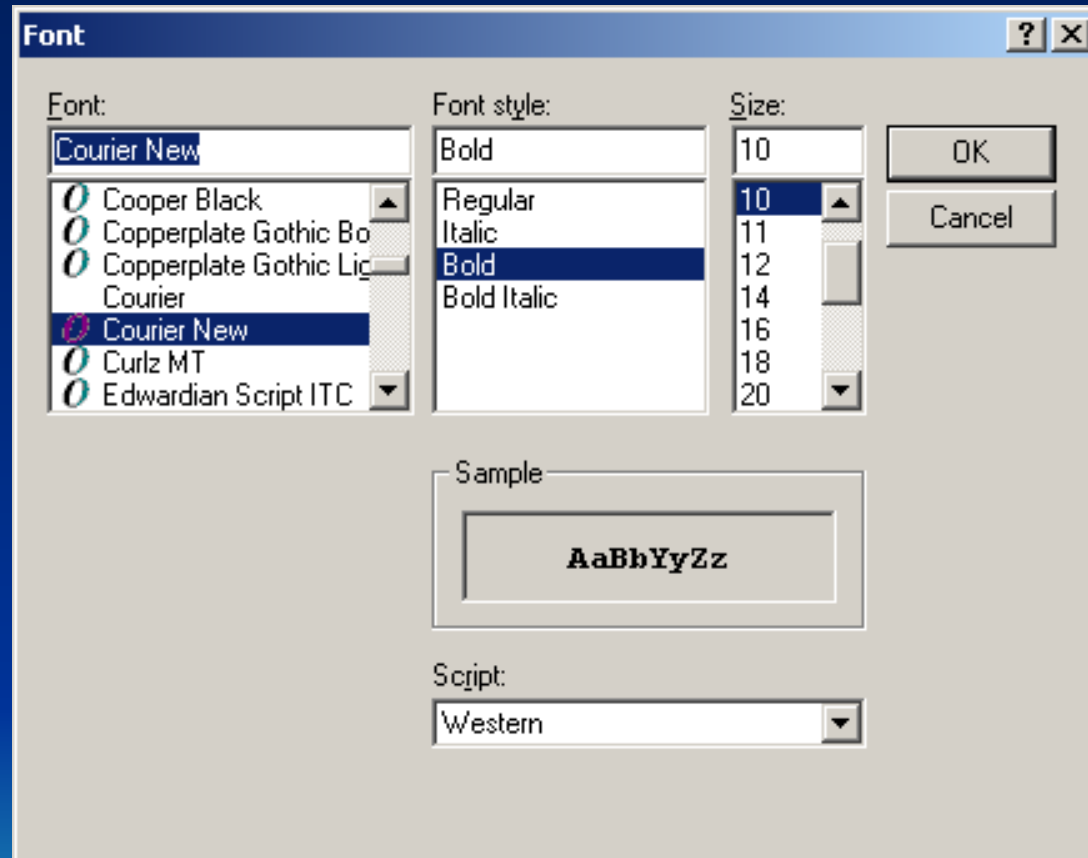 Font
Font: Font style: Size:
Courier New Bold 10 OK
Cooper Black Regular 10 Cancel
Copperplate Gothic Bo Italic 11
Copperplate Gothic Lig Bold 12
Courier Bold Italic 14
Courier New 16
Curlz MT 18
Edwardian Script ITC 20
Sample
AaBbYyZz
Script:
Western